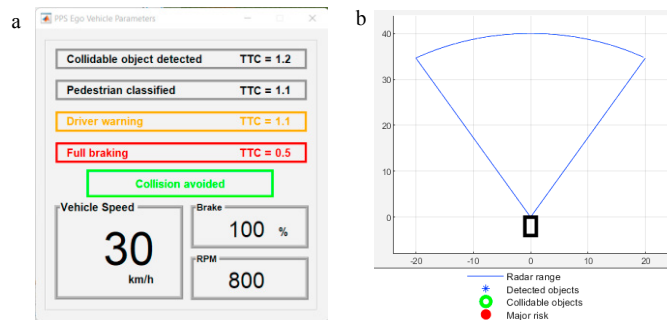 a
PPS Ego Vehicle Parameters
Collidable object detected TTC = 1.2
Pedestrian classified TTC = 1.1
Driver warning TTC = 1.1
Full braking TTC = 0.5
Collision avoided
Vehicle Speed
30
km/h
Brake
100 %
RPM
800
b
40
30
20
10
0
-20 -10 0 10 20
Radar range
Detected objects
Collidable objects
Major risk